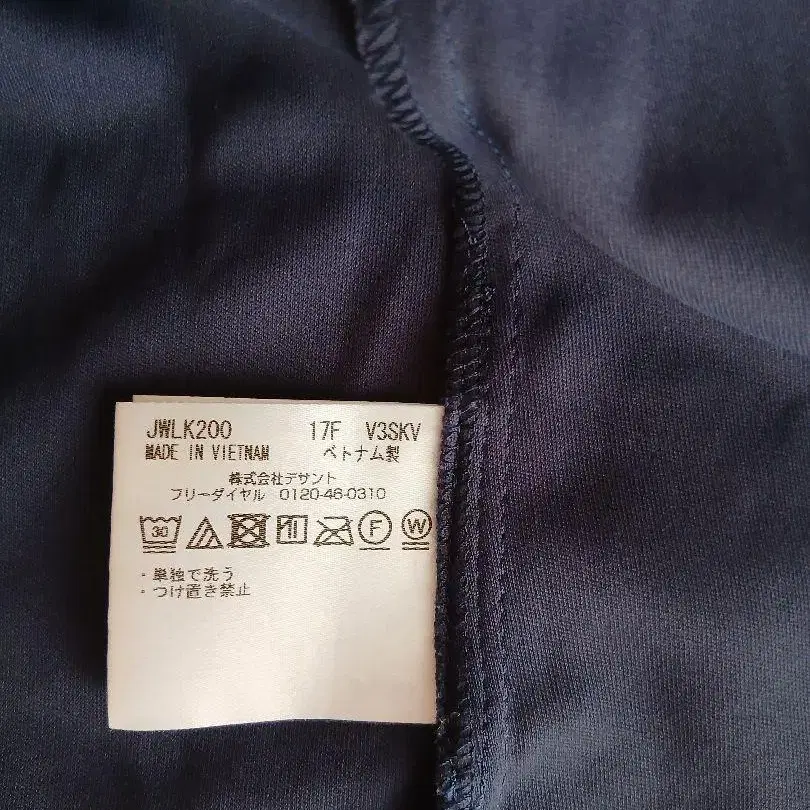 JWLK200 17F V3SKV
MADE IN VIETNAM ベトナム製
株式会社デサント
フリーダイヤル 0120-46-0310
30 F W
・単独で洗う
・つけ置き禁止